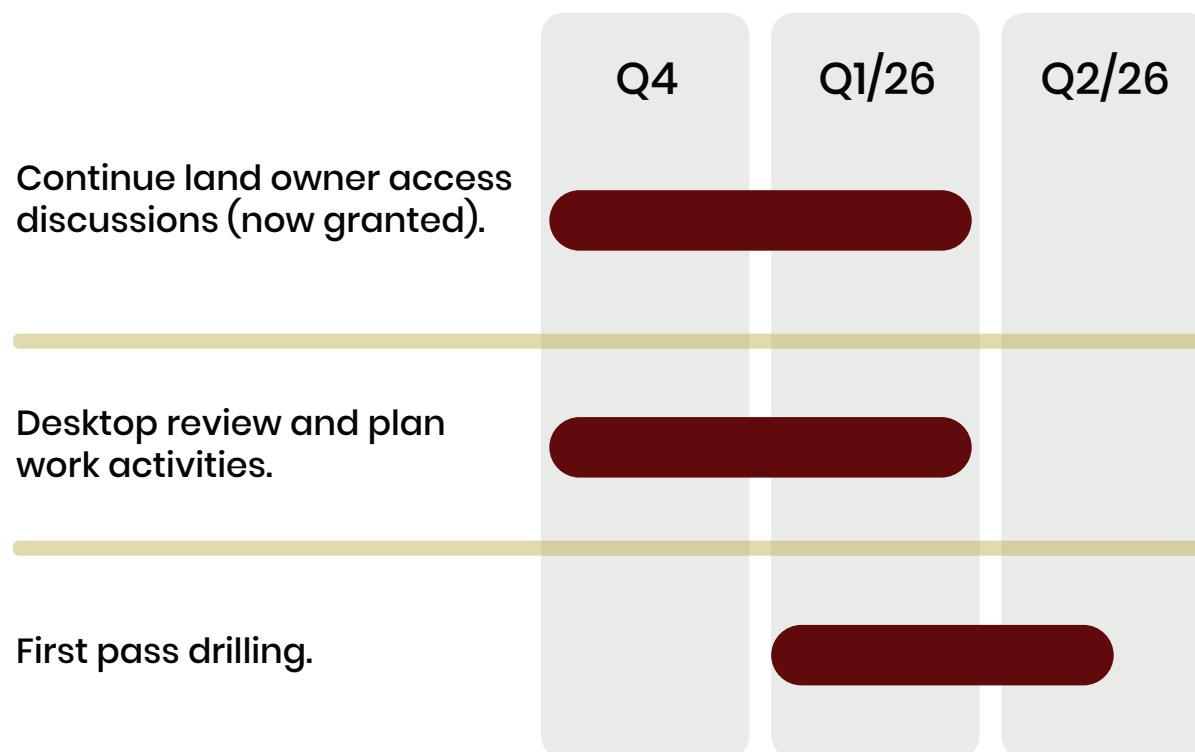 Q4 Q1/26 Q2/26
Continue land owner access
discussions (now granted).
Desktop review and plan
work activities.
First pass drilling.